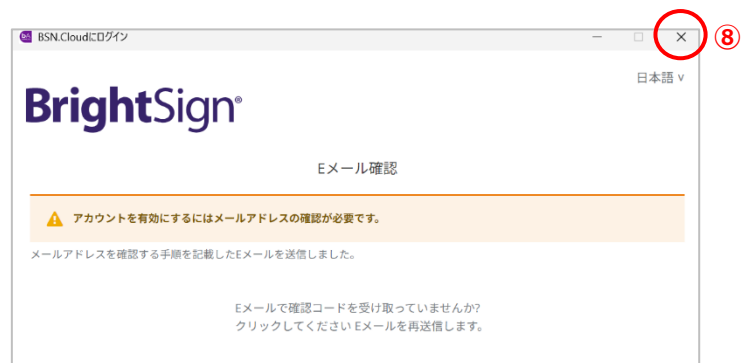 BSN.Cloudにログイン
⑧
日本語 ∨
BrightSign®
Eメール確認
アカウントを有効にするにはメールアドレスの確認が必要です。
メールアドレスを確認する手順を記載したEメールを送信しました。
Eメールで確認コードを受け取っていませんか?
クリックしてください Eメールを再送信します。